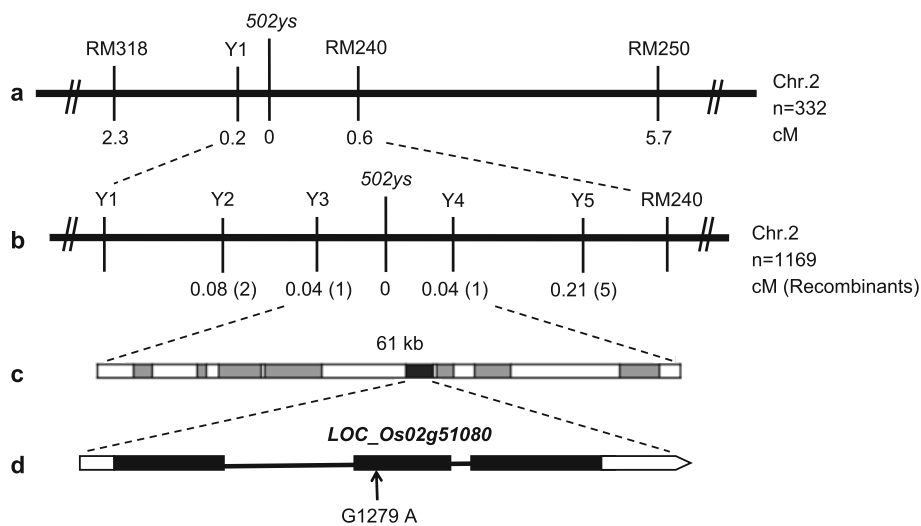 502ys
RM318 Y1 RM240 RM250
a
Chr.2
n=332
cM
2.3 0.2 0 0.6 5.7
502ys
Y1 Y2 Y3 Y4 Y5 RM240
b
Chr.2
n=1169
cM (Recombinants)
0.08 (2) 0.04 (1) 0 0.04 (1) 0.21 (5)
61 kb
c
LOC_Os02g51080
d
G1279 A